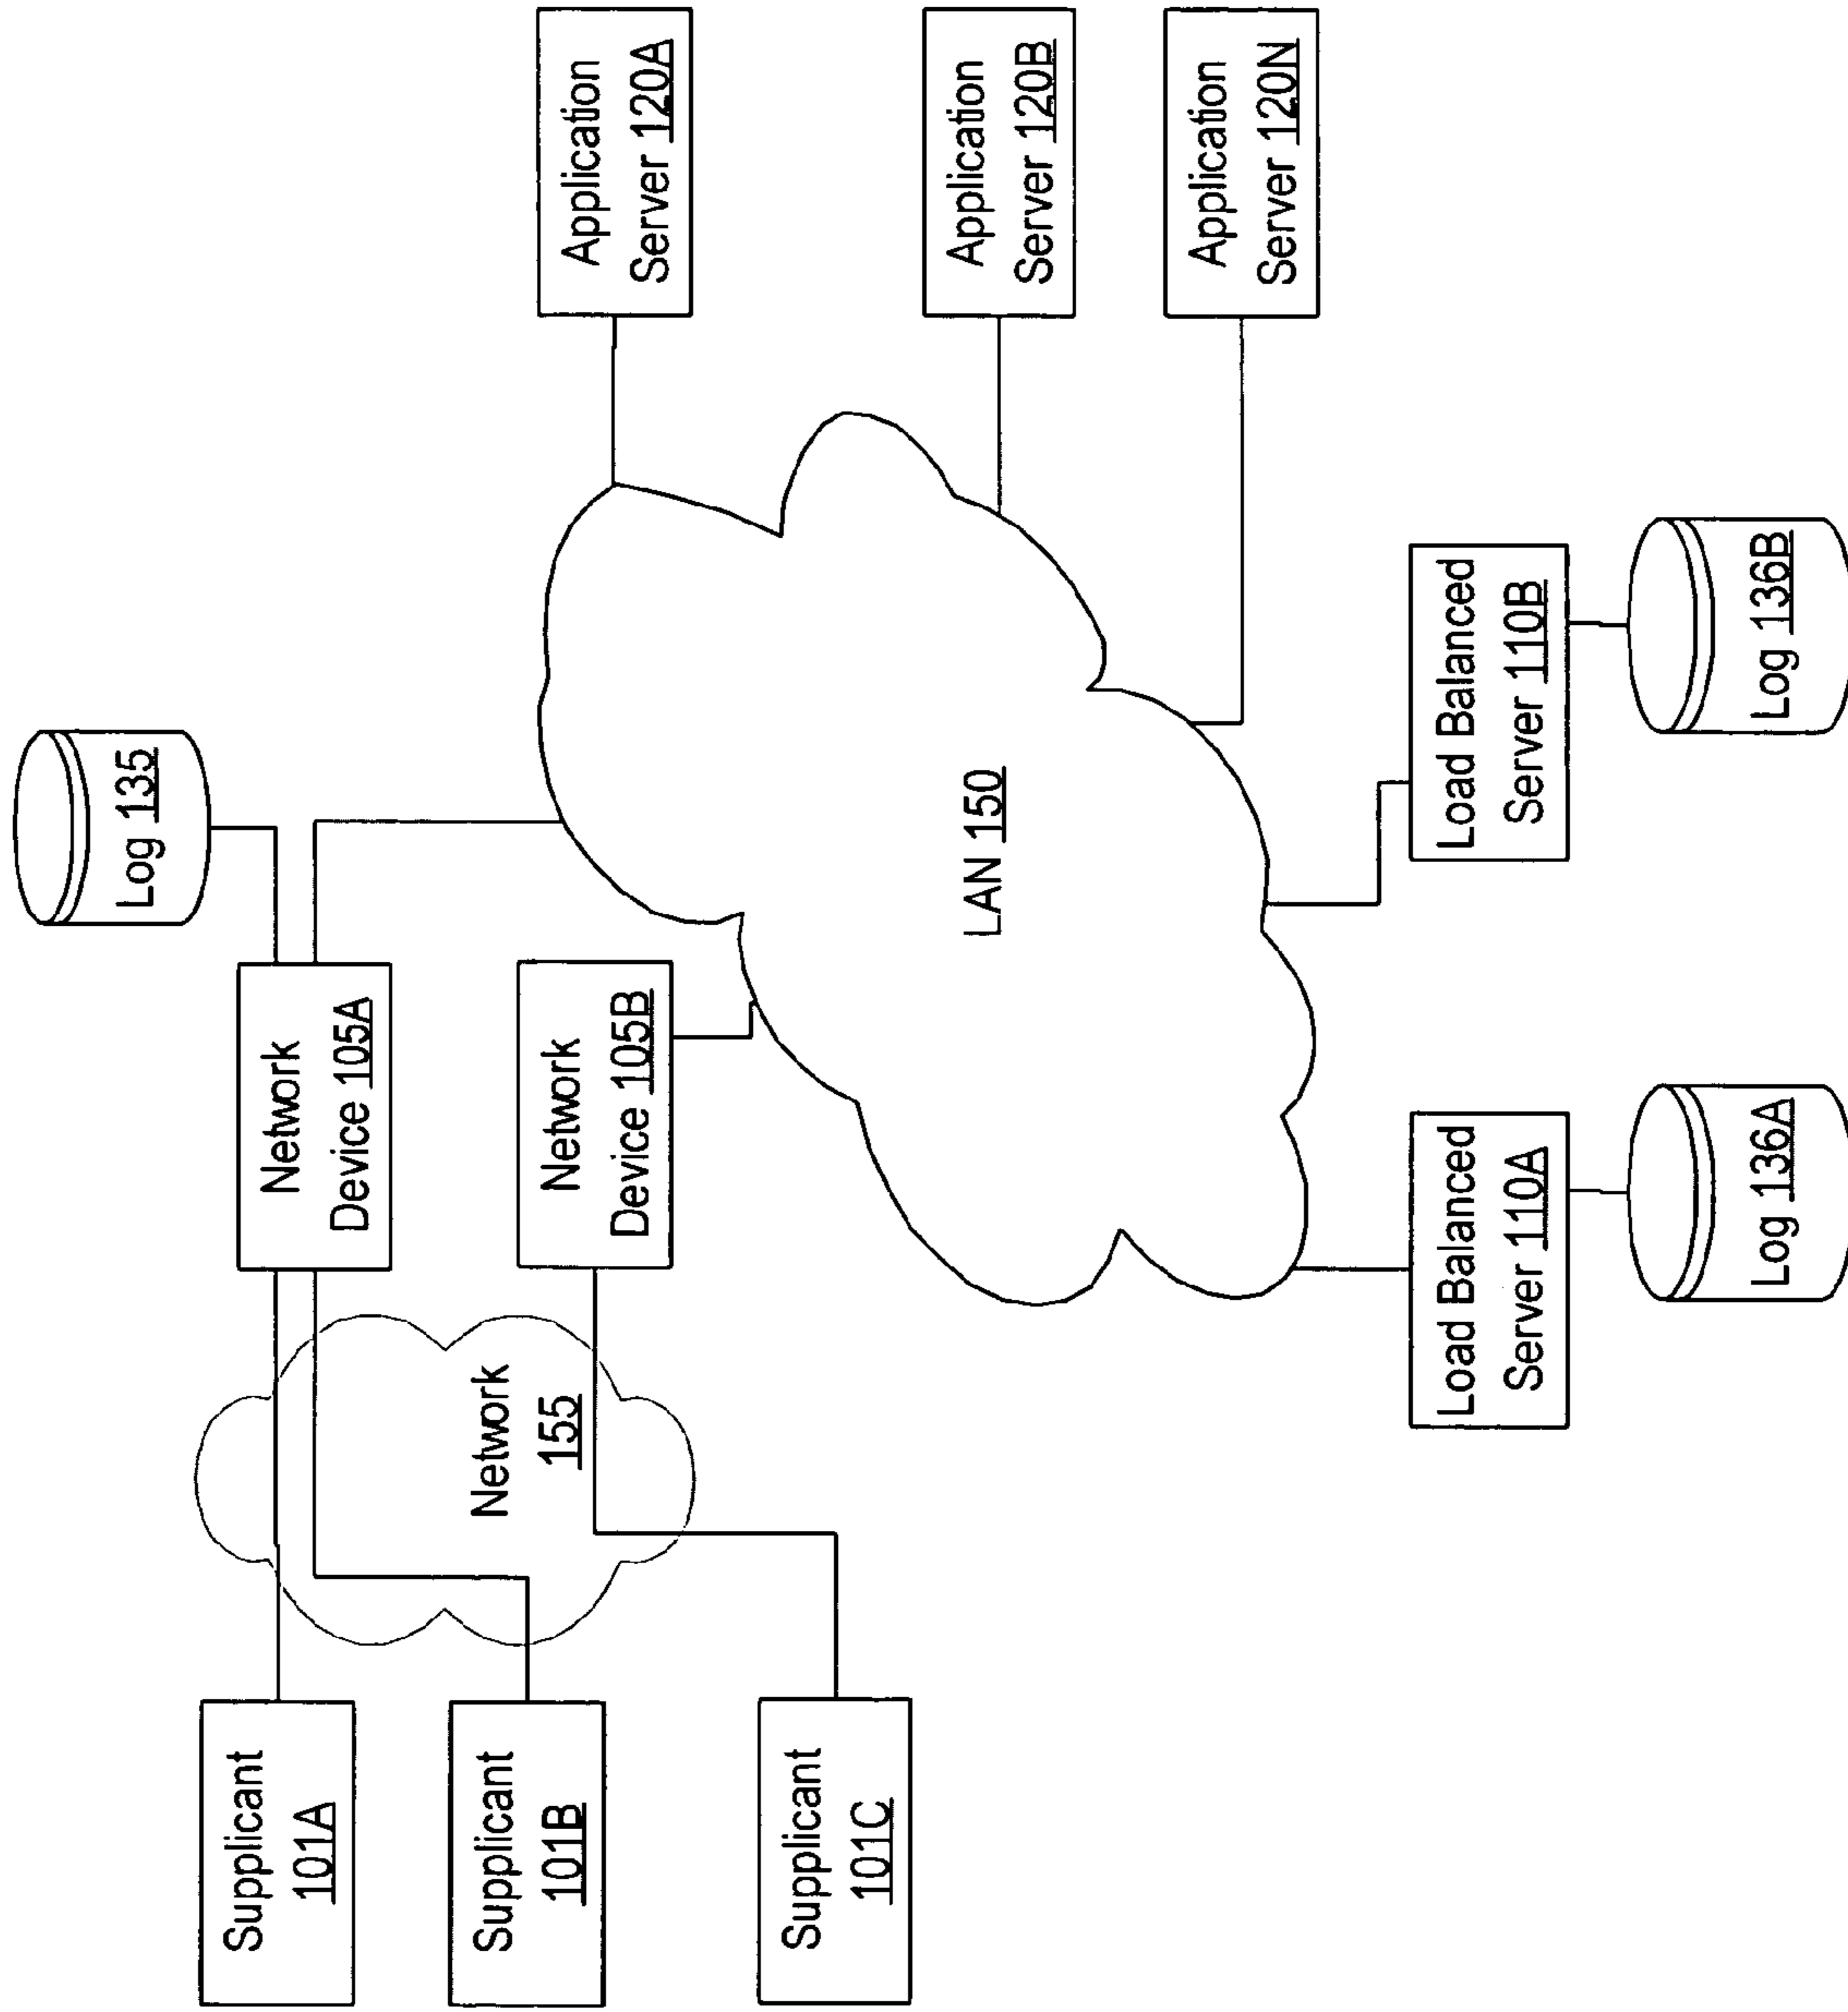 Supplicant
101A
Supplicant
101B
Supplicant
101C
Network
155
Network
Device 105A
Network
Device 105B
Log 135
LAN 150
Application
Server 120A
Application
Server 120B
Application
Server 120N
Load Balanced
Server 110A
Load Balanced
Server 110B
Log 136A
Log 136B